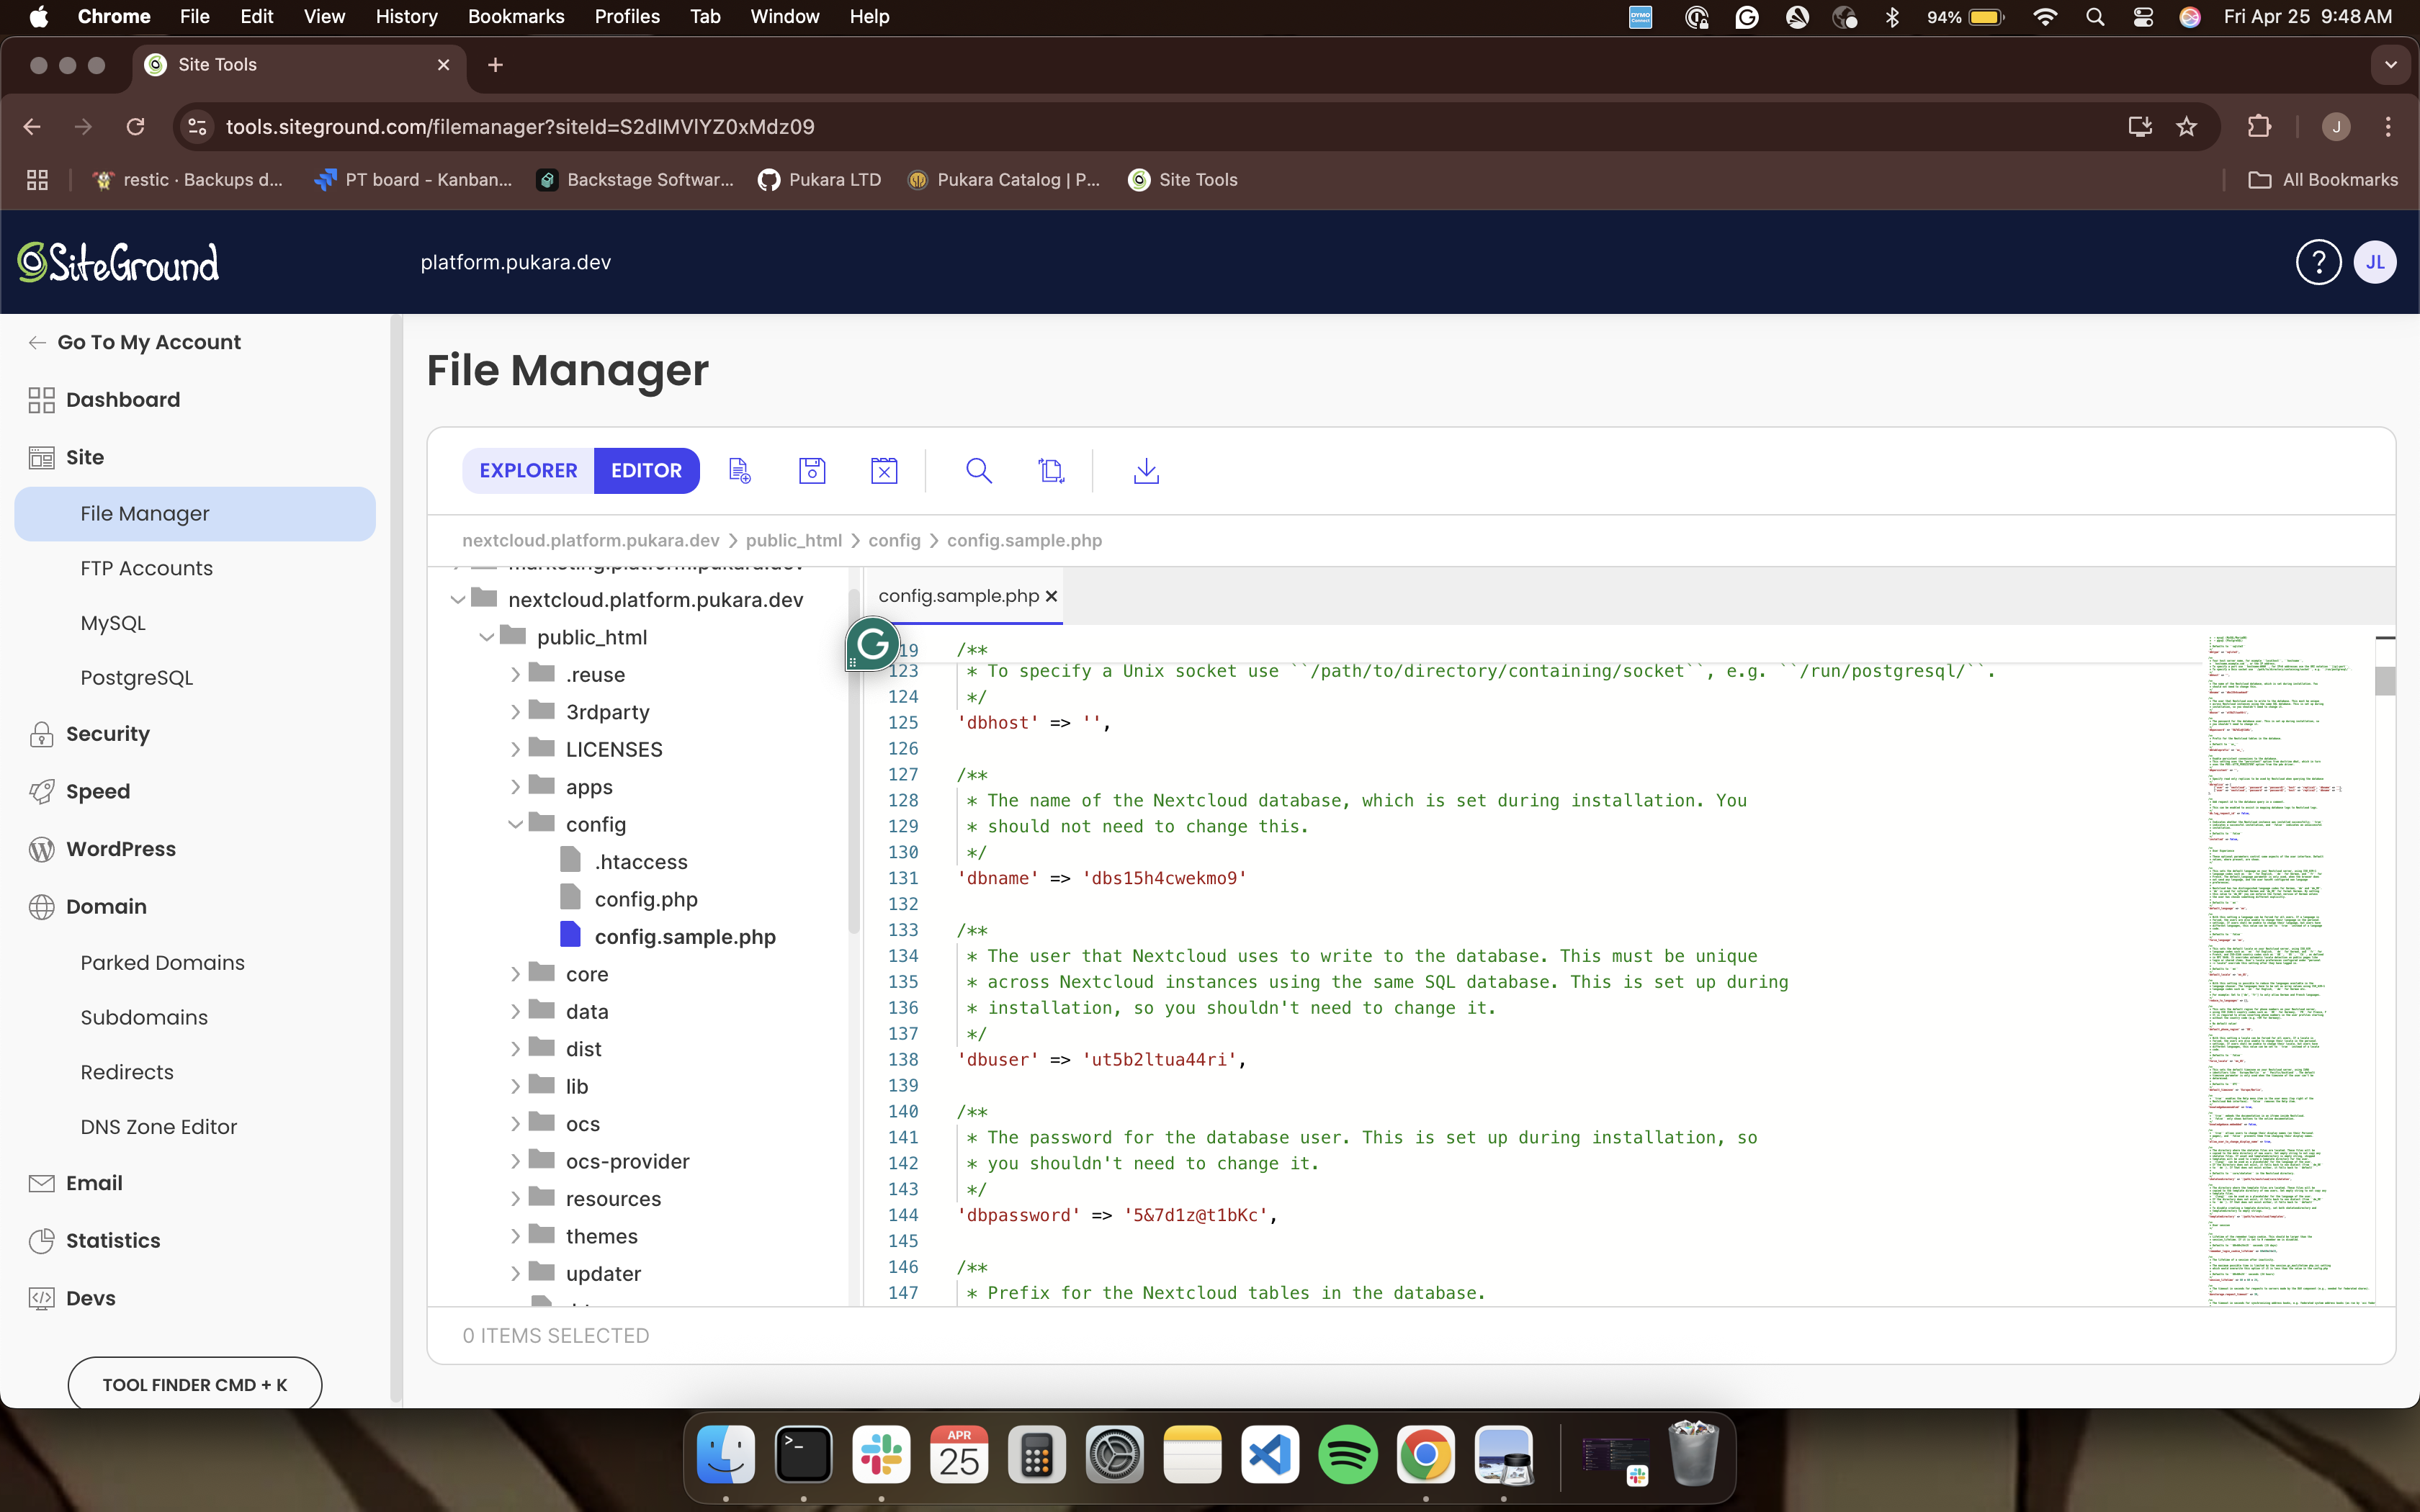 Chrome File Edit View History Bookmarks Profiles Tab Window Help
DYMO
94%
Fri Apr 25 9:48 AM
Site Tools
tools.siteground.com/filemanager?siteId=S2dIMVlYZ0xMdz09
J
restic · Backups d...
PT board - Kanban...
Backstage Softwar...
Pukara LTD
Pukara Catalog | P...
Site Tools
All Bookmarks
SiteGround
platform.pukara.dev
?
JL
Go To My Account
Dashboard
Site
File Manager
FTP Accounts
MySQL
PostgreSQL
Security
Speed
WordPress
Domain
Parked Domains
Subdomains
Redirects
DNS Zone Editor
Email
Statistics
Devs
TOOL FINDER CMD + K
File Manager
EXPLORER EDITOR
nextcloud.platform.pukara.dev > public_html > config > config.sample.php
marketing.platform.pukara.dev
nextcloud.platform.pukara.dev
public_html
.reuse
3rdparty
LICENSES
apps
config
.htaccess
config.php
config.sample.php
core
data
dist
lib
ocs
ocs-provider
resources
themes
updater
config.sample.php
19 /**
123 * To specify a Unix socket use ``/path/to/directory/containing/socket``, e.g. ``/run/postgresql/``.
124 */
125 'dbhost' => '',
126
127 /**
128 * The name of the Nextcloud database, which is set during installation. You
129 * should not need to change this.
130 */
131 'dbname' => 'dbs15h4cwekmo9'
132
133 /**
134 * The user that Nextcloud uses to write to the database. This must be unique
135 * across Nextcloud instances using the same SQL database. This is set up during
136 * installation, so you shouldn't need to change it.
137 */
138 'dbuser' => 'ut5b2ltua44ri',
139
140 /**
141 * The password for the database user. This is set up during installation, so
142 * you shouldn't need to change it.
143 */
144 'dbpassword' => '5&7d1z@t1bKc',
145
146 /**
147 * Prefix for the Nextcloud tables in the database.
0 ITEMS SELECTED
APR
25